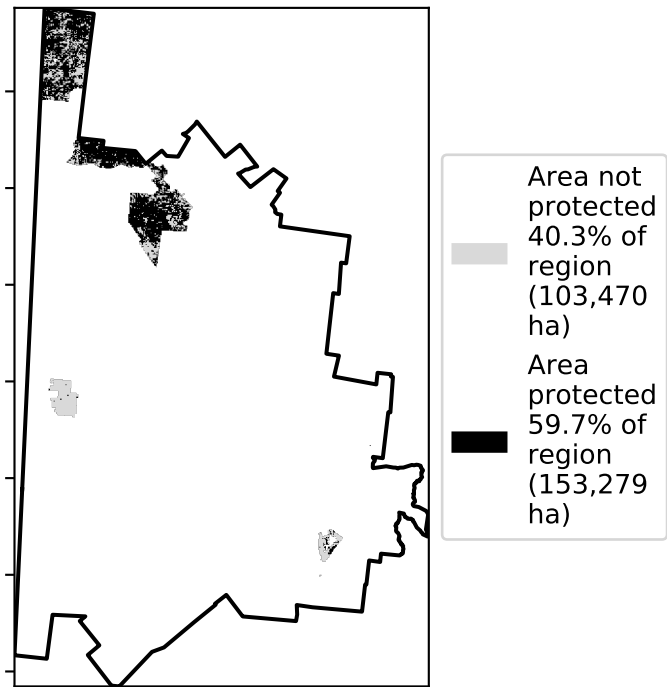 Area not
protected
40.3% of
region
(103,470
ha)
Area
protected
59.7% of
region
(153,279
ha)